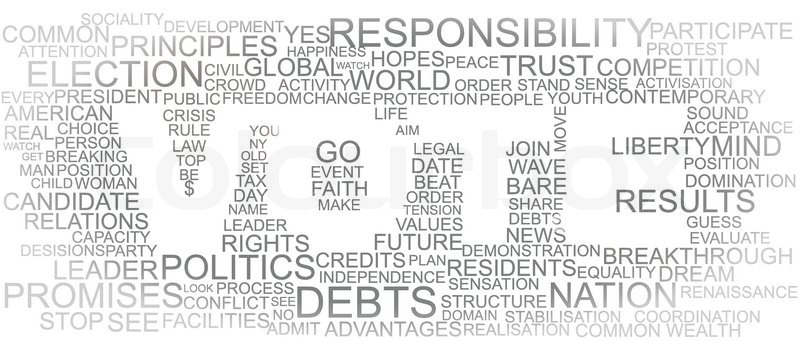 SOCIALITY DEVELOPMENT YES RESPONSIBILITY PARTICIPATE
COMMON PRINCIPLES HAPPINESS HOPES PEACE TRUST PROTEST
ATTENTION ELECTION CIVIL GLOBAL WATCH WORLD COMPETITION
CROWD ACTIVITY ORDER STAND SENSE ACTIVISATION
EVERY PRESIDENT PUBLIC FREEDOM CHANGE PROTECTION PEOPLE YOUTH CONTEMPORARY
AMERICAN CRISIS LIFE MOVE SOUND
REAL CHOICE RULE YOU AIM ACCEPTANCE
WATCH PERSON LAW NY GO LEGAL JOIN LIBERTY MIND
GET BREAKING TOP OLD EVENT DATE WAVE POSITION
MAN POSITION BE SET FAITH BEAT BARE DOMINATION
CHILD WOMAN $ TAX MAKE ORDER SHARE RESULTS
CANDIDATE DAY TENSION DEBTS GUESS
RELATIONS NAME LEADER VALUES NEWS EVALUATE
CAPACITY RIGHTS FUTURE DEMONSTRATION BREAKTHROUGH
DESISIONS PARTY CREDITS PLAN
LEADER POLITICS INDEPENDENCE RESIDENTS EQUALITY DREAM
PROMISES LOOK PROCESS DEBTS SENSATION NATION RENAISSANCE
CONFLICT SEE STRUCTURE
STOP SEE FACILITIES NO DOMAIN STABILISATION COORDINATION
ADMIT ADVANTAGES REALISATION COMMON WEALTH
VOTE
Colourbox